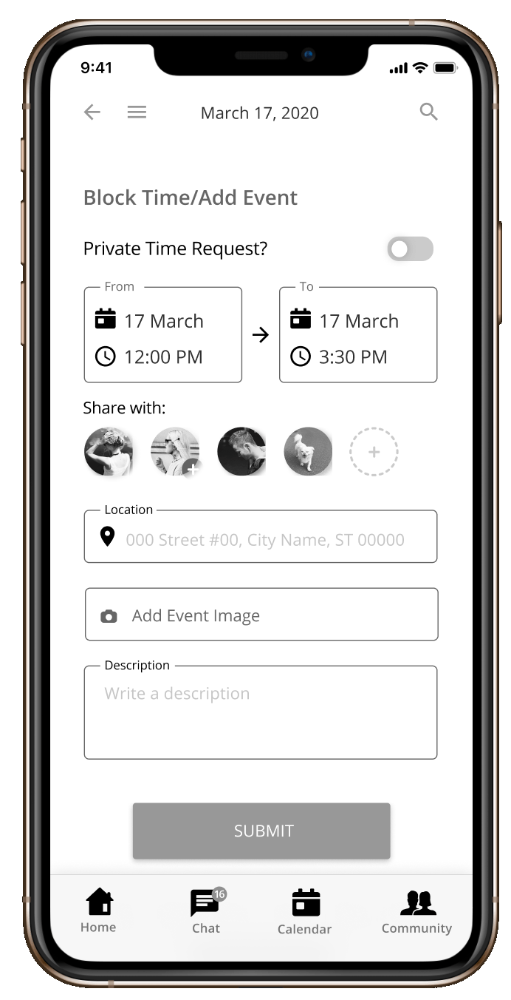 9:41
March 17, 2020
Block Time/Add Event
Private Time Request?
From
To
17 March
17 March
12:00 PM
3:30 PM
Share with:
Location
000 Street #00, City Name, ST 00000
Add Event Image
Description
Write a description
SUBMIT
16
Home
Chat
Calendar
Community